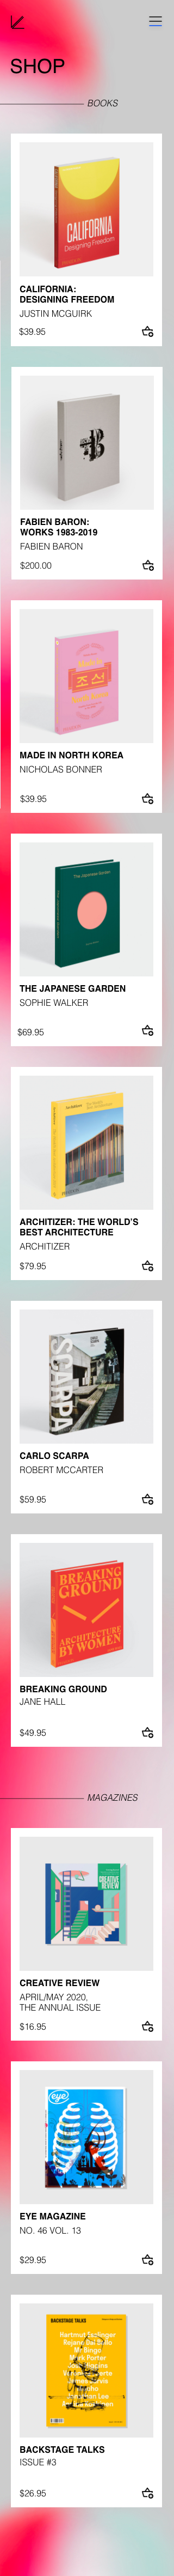 SHOP
BOOKS
CALIFORNIA
Designing Freedom
CALIFORNIA:
DESIGNING FREEDOM
JUSTIN MCGUIRK
$39.95
B
FABIEN BARON:
WORKS 1983-2019
FABIEN BARON
$200.00
Made in
조선
MADE IN NORTH KOREA
NICHOLAS BONNER
$39.95
The Japanese Garden
THE JAPANESE GARDEN
SOPHIE WALKER
$69.95
ARCHITIZER: THE WORLD'S
BEST ARCHITECTURE
ARCHITIZER
$79.95
SCARPA
CARLO SCARPA
ROBERT MCCARTER
$59.95
BREAKING
GROUND
ARCHITECTURE
BY WOMEN
BREAKING GROUND
JANE HALL
$49.95
MAGAZINES
CREATIVE
REVIEW
CREATIVE REVIEW
APRIL/MAY 2020,
THE ANNUAL ISSUE
$16.95
eye
EYE MAGAZINE
NO. 46 VOL. 13
$29.95
BACKSTAGE TALKS
BACKSTAGE TALKS
ISSUE #3
$26.95